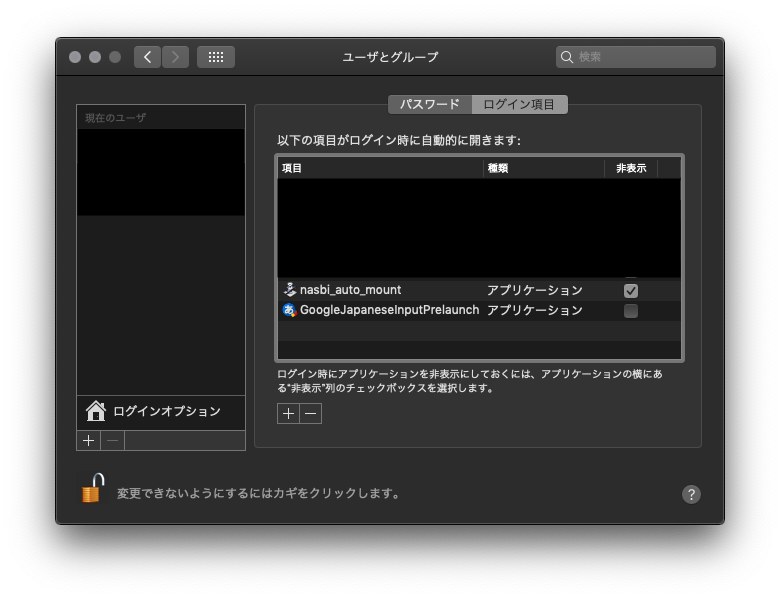 ユーザとグループ
検索
現在のユーザ
ログインオプション
パスワード
ログイン項目
以下の項目がログイン時に自動的に開きます:
項目 種類 非表示
nasbi_auto_mount アプリケーション
GoogleJapaneseInputPrelaunch アプリケーション
ログイン時にアプリケーションを非表示にしておくには、アプリケーションの横にあ
る"非表示"列のチェックボックスを選択します。
変更できないようにするにはカギをクリックします。
?